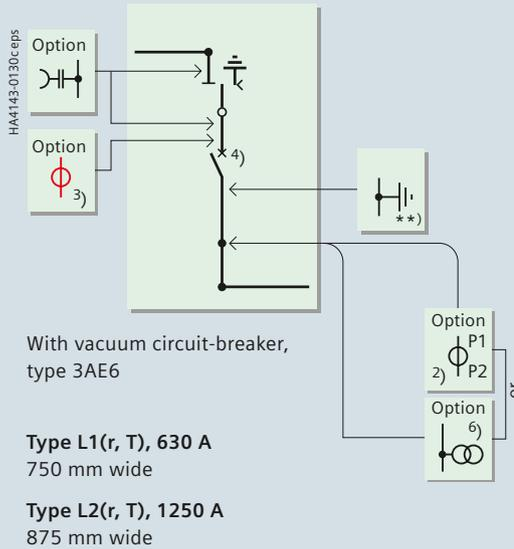 HA4143-0130c eps
Option
Option
3)
4)
**)
Option
P1
2) P2
or
Option
6)
With vacuum circuit-breaker,
type 3AE6
Type L1(r, T), 630 A
750 mm wide
Type L2(r, T), 1250 A
875 mm wide